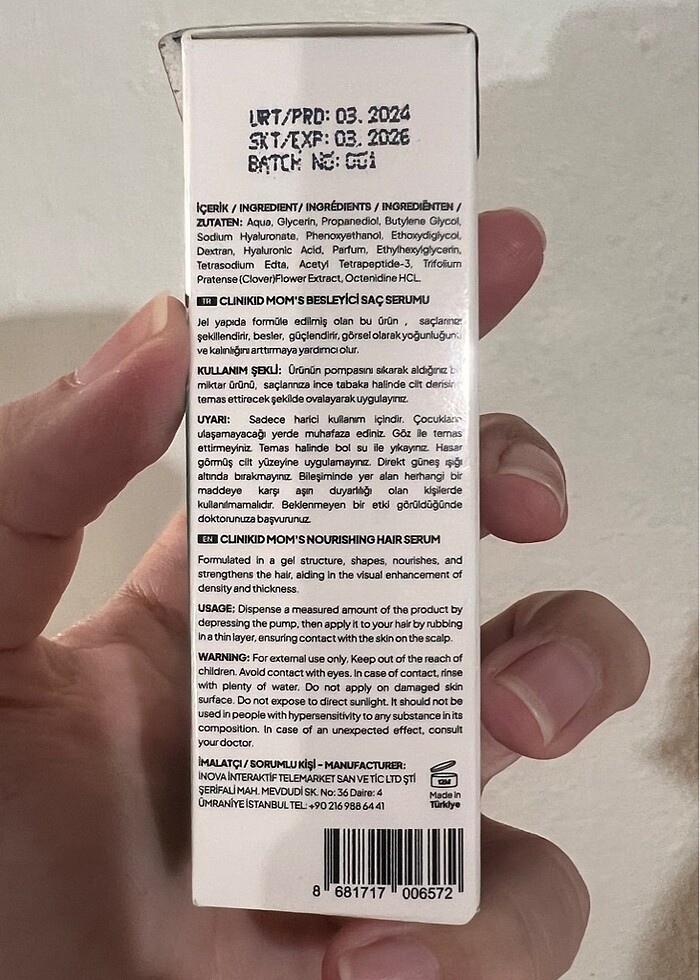 ÜRT/PRD: 03.2024
SKT/EXP: 03.2026
BATCH NO: 001
İÇERİK / INGREDIENT/ INGRÉDIENTS / INGREDIËNTEN /
ZUTATEN: Aqua, Glycerin, Propanediol, Butylene Glycol,
Sodium Hyaluronate, Phenoxyethanol, Ethoxydiglycol,
Dextran, Hyaluronic Acid, Parfum, Ethylhexylglycerin,
Tetrasodium Edta, Acetyl Tetrapeptide-3, Trifolium
Pratense (Clover)Flower Extract, Octenidine HCL.
TR CLINIKID MOM'S BESLEYİCİ SAÇ SERUMU
Jel yapıda formüle edilmiş olan bu ürün , saçlarınızı
şekillendirir, besler, güçlendirir, görsel olarak yoğunluğunu
ve kalınlığını arttırmaya yardımcı olur.
KULLANIM ŞEKLİ: Ürünün pompasını sıkarak aldığınız bir
miktar ürünü, saçlarınıza ince tabaka halinde cilt derisine
temas ettirecek şekilde ovalayarak uygulayınız.
UYARI: Sadece harici kullanım içindir. Çocukların
ulaşamayacağı yerde muhafaza ediniz. Göz ile temas
ettirmeyiniz. Temas halinde bol su ile yıkayınız. Hasar
görmüş cilt yüzeyine uygulamayınız. Direkt güneş ışığı
altında bırakmayınız. Bileşiminde yer alan herhangi bir
maddeye karşı aşırı duyarlılığı olan kişilerde
kullanılmamalıdır. Beklenmeyen bir etki görüldüğünde
doktorunuza başvurunuz.
EN CLINIKID MOM'S NOURISHING HAIR SERUM
Formulated in a gel structure, shapes, nourishes, and
strengthens the hair, aiding in the visual enhancement of
density and thickness.
USAGE; Dispense a measured amount of the product by
depressing the pump, then apply it to your hair by rubbing
in a thin layer, ensuring contact with the skin on the scalp.
WARNING: For external use only. Keep out of the reach of
children. Avoid contact with eyes. In case of contact, rinse
with plenty of water. Do not apply on damaged skin
surface. Do not expose to direct sunlight. It should not be
used in people with hypersensitivity to any substance in its
composition. In case of an unexpected effect, consult
your doctor.
İMALATÇI / SORUMLU KİŞİ - MANUFACTURER:
İNOVA İNTERAKTİF TELEMARKET SAN VE TİC LTD ŞTİ
ŞERİFALİ MAH. MEVDUDİ SK. No: 36 Daire: 4
ÜMRANİYE İSTANBUL TEL: +90 216 988 64 41
12M
Made in
Türkiye
8 681717 006572